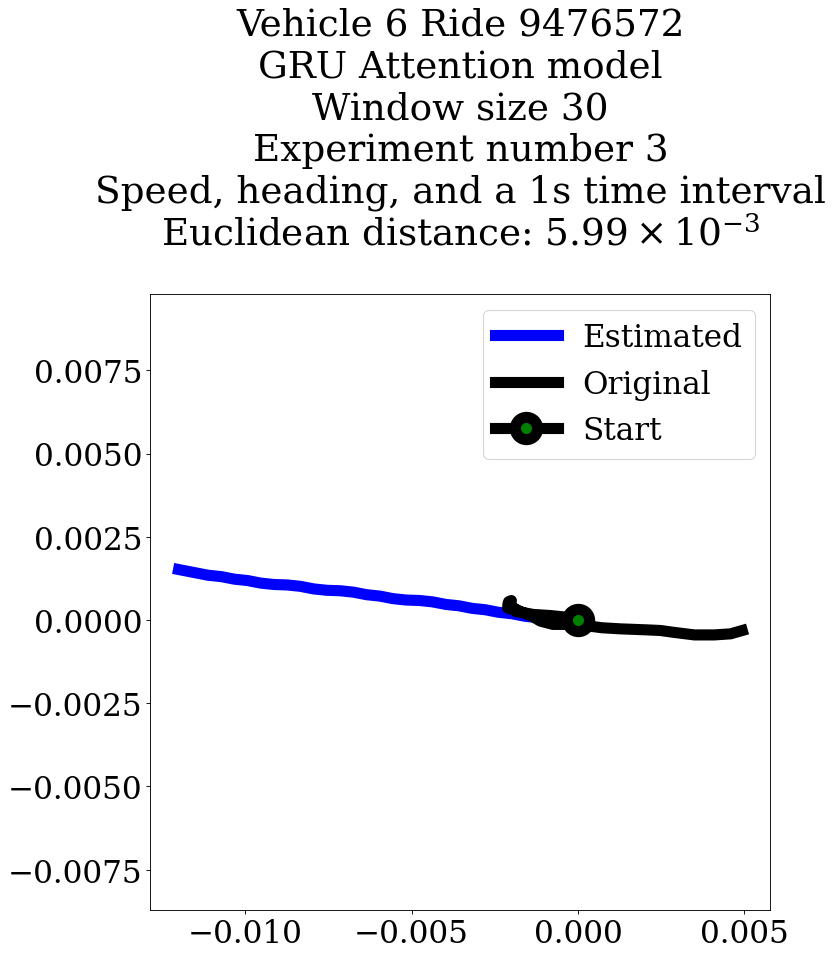 Vehicle 6 Ride 9476572
GRU Attention model
Window size 30
Experiment number 3
Speed, heading, and a 1s time interval
Euclidean distance: 5.99 × 10⁻³
Estimated
Original
Start
0.0075
0.0050
0.0025
0.0000
−0.0025
−0.0050
−0.0075
−0.010 −0.005 0.000 0.005